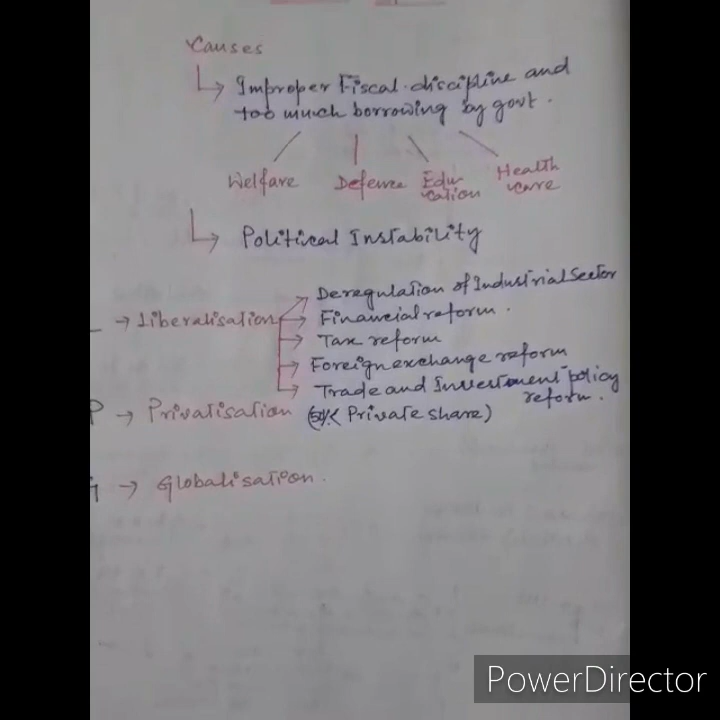 Causes
Improper Fiscal discipline and
too much borrowing by govt.
Welfare Defence Edu Health
cation care
Political Instability
Deregulation of Industrial Sector
→ Liberalisation Financial reform.
Tax reform
Foreign exchange reform
Trade and Investment policy
reform.
P → Privatisation (50%< Private share)
→ Globalisation.
PowerDirector